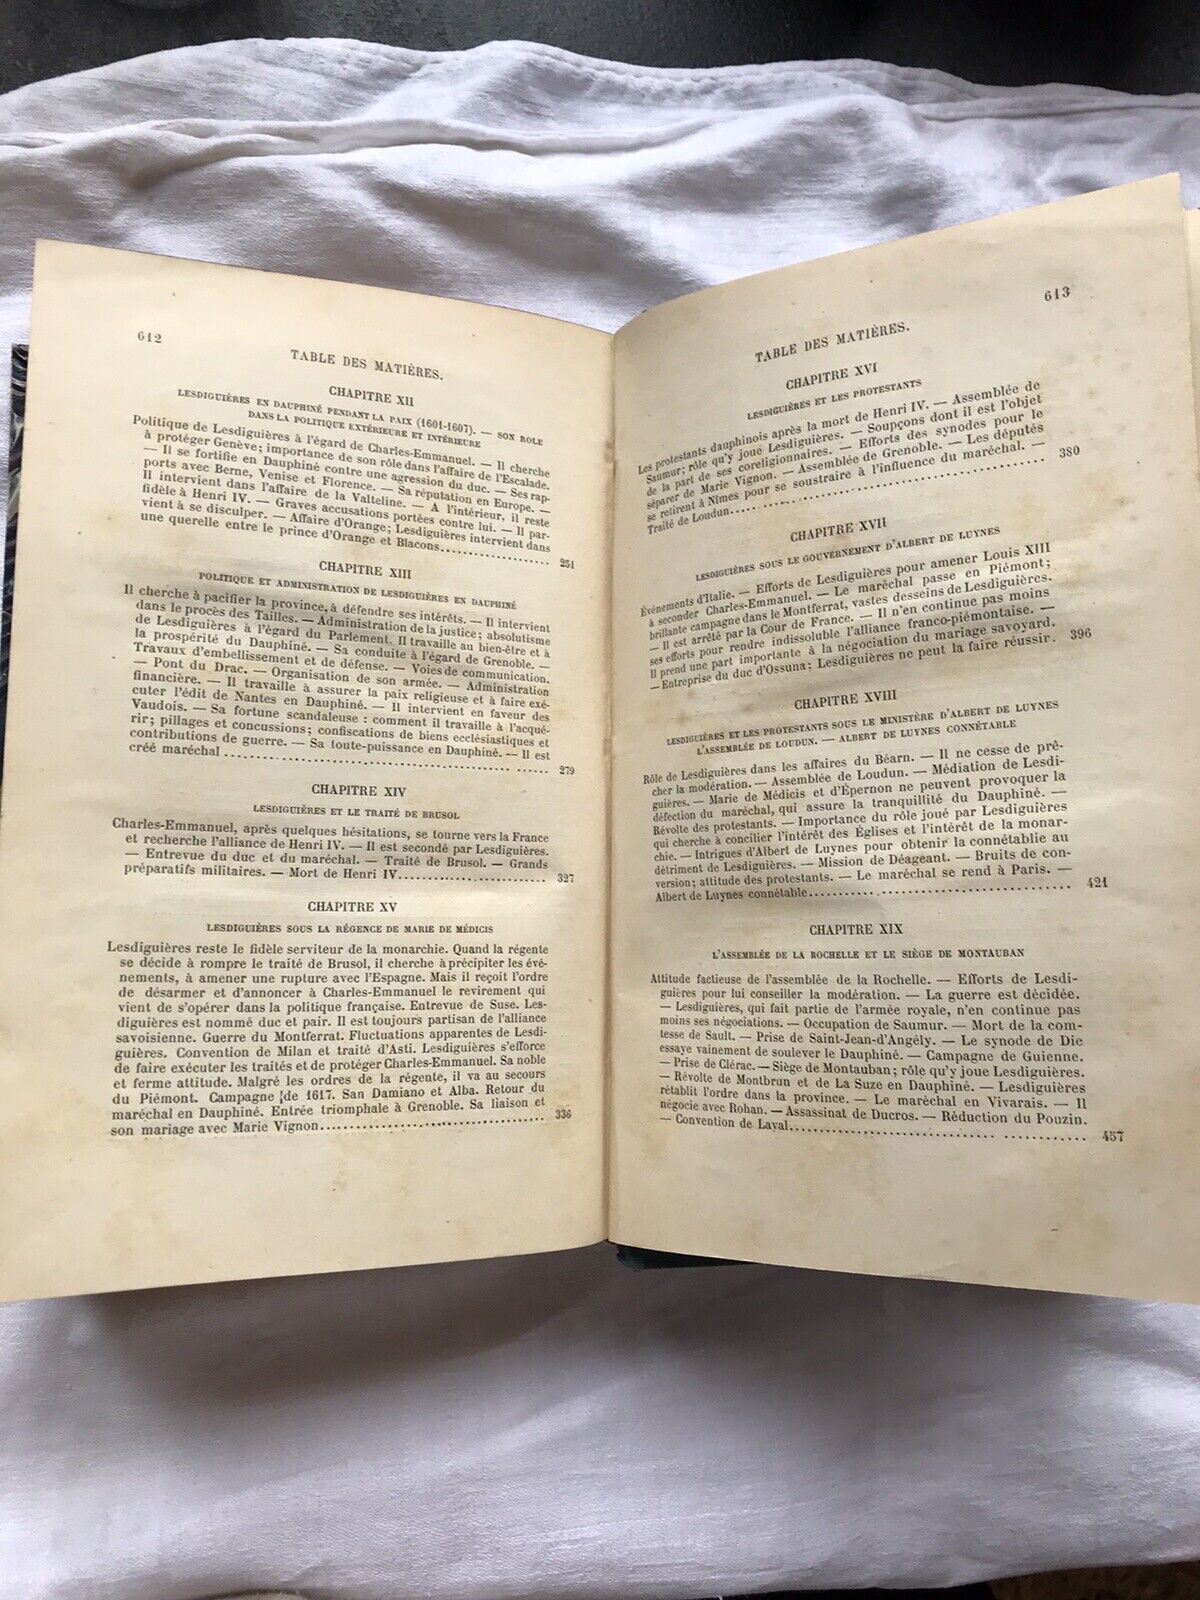 612
TABLE DES MATIÈRES.
CHAPITRE XII
LESDIGUIÈRES EN DAUPHINÉ PENDANT LA PAIX (1601-1607). — SON ROLE
DANS LA POLITIQUE EXTÉRIEURE ET INTÉRIEURE
Politique de Lesdiguières à l'égard de Charles-Emmanuel. — Il cherche
à protéger Genève; importance de son rôle dans l'affaire de l'Escalade.
— Il se fortifie en Dauphiné contre une agression du duc. — Ses rap-
ports avec Berne, Venise et Florence. — Sa réputation en Europe. —
Il intervient dans l'affaire de la Valteline. — A l'intérieur, il reste
fidèle à Henri IV. — Graves accusations portées contre lui. — Il par-
vient à se disculper. — Affaire d'Orange; Lesdiguières intervient dans
une querelle entre le prince d'Orange et Blacons.................. 251
CHAPITRE XIII
POLITIQUE ET ADMINISTRATION DE LESDIGUIÈRES EN DAUPHINÉ
Il cherche à pacifier la province, à défendre ses intérêts. — Il intervient
dans le procès des Tailles. — Administration de la justice; absolutisme
de Lesdiguières à l'égard du Parlement. Il travaille au bien-être et à
la prospérité du Dauphiné. — Sa conduite à l'égard de Grenoble. —
Travaux d'embellissement et de défense. — Voies de communication.
— Pont du Drac. — Organisation de son armée. — Administration
financière. — Il travaille à assurer la paix religieuse et à faire exé-
cuter l'édit de Nantes en Dauphiné. — Il intervient en faveur des
Vaudois. — Sa fortune scandaleuse : comment il travaille à l'acqué-
rir; pillages et concussions; confiscations de biens ecclésiastiques et
contributions de guerre. — Sa toute-puissance en Dauphiné. — Il est
créé maréchal ............................................. 279
CHAPITRE XIV
LESDIGUIÈRES ET LE TRAITÉ DE BRUSOL
Charles-Emmanuel, après quelques hésitations, se tourne vers la France
et recherche l'alliance de Henri IV. — Il est secondé par Lesdiguières.
— Entrevue du duc et du maréchal. — Traité de Brusol. — Grands
préparatifs militaires. — Mort de Henri IV........................ 327
CHAPITRE XV
LESDIGUIÈRES SOUS LA RÉGENCE DE MARIE DE MÉDICIS
Lesdiguières reste le fidèle serviteur de la monarchie. Quand la régente
se décide à rompre le traité de Brusol, il cherche à précipiter les évé-
nements, à amener une rupture avec l'Espagne. Mais il reçoit l'ordre
de désarmer et d'annoncer à Charles-Emmanuel le revirement qui
vient de s'opérer dans la politique française. Entrevue de Suse. Les-
diguières est nommé duc et pair. Il est toujours partisan de l'alliance
savoisienne. Guerre du Montferrat. Fluctuations apparentes de Lesdi-
guières. Convention de Milan et traité d'Asti. Lesdiguières s'efforce
de faire exécuter les traités et de protéger Charles-Emmanuel. Sa noble
et ferme attitude. Malgré les ordres de la régente, il va au secours
du Piémont. Campagne de 1617. San Damiano et Alba. Retour du
maréchal en Dauphiné. Entrée triomphale à Grenoble. Sa liaison et
son mariage avec Marie Vignon.................................. 336
613
TABLE DES MATIÈRES.
CHAPITRE XVI
LESDIGUIÈRES ET LES PROTESTANTS
Les protestants dauphinois après la mort de Henri IV. — Assemblée de
Saumur; rôle qu'y joue Lesdiguières. — Soupçons dont il est l'objet
de la part de ses coreligionnaires. — Efforts des synodes pour le
séparer de Marie Vignon. — Assemblée de Grenoble. — Les députés
se retirent à Nîmes pour se soustraire à l'influence du maréchal. —
Traité de Loudun............................................. 380
CHAPITRE XVII
LESDIGUIÈRES SOUS LE GOUVERNEMENT D'ALBERT DE LUYNES
Événements d'Italie. — Efforts de Lesdiguières pour amener Louis XIII
à seconder Charles-Emmanuel. — Le maréchal passe en Piémont;
brillante campagne dans le Montferrat, vastes desseins de Lesdiguières.
— Il est arrêté par la Cour de France. — Il n'en continue pas moins
ses efforts pour rendre indissoluble l'alliance franco-piémontaise. —
Il prend une part importante à la négociation du mariage savoyard.
— Entreprise du duc d'Ossuna; Lesdiguières ne peut la faire réussir. 396
CHAPITRE XVIII
LESDIGUIÈRES ET LES PROTESTANTS SOUS LE MINISTÈRE D'ALBERT DE LUYNES
L'ASSEMBLÉE DE LOUDUN. — ALBERT DE LUYNES CONNÉTABLE
Rôle de Lesdiguières dans les affaires du Béarn. — Il ne cesse de prê-
cher la modération. — Assemblée de Loudun. — Médiation de Lesdi-
guières. — Marie de Médicis et d'Épernon ne peuvent provoquer la
défection du maréchal, qui assure la tranquillité du Dauphiné. —
Révolte des protestants. — Importance du rôle joué par Lesdiguières
qui cherche à concilier l'intérêt des Églises et l'intérêt de la monar-
chie. — Intrigues d'Albert de Luynes pour obtenir la connétablie au
détriment de Lesdiguières. — Mission de Déageant. — Bruits de con-
version; attitude des protestants. — Le maréchal se rend à Paris. —
Albert de Luynes connétable.................................... 421
CHAPITRE XIX
L'ASSEMBLÉE DE LA ROCHELLE ET LE SIÈGE DE MONTAUBAN
Attitude factieuse de l'assemblée de la Rochelle. — Efforts de Lesdi-
guières pour lui conseiller la modération. — La guerre est décidée.
— Lesdiguières, qui fait partie de l'armée royale, n'en continue pas
moins ses négociations. — Occupation de Saumur. — Mort de la com-
tesse de Sault. — Prise de Saint-Jean-d'Angély. — Le synode de Die
essaye vainement de soulever le Dauphiné. — Campagne de Guienne.
— Prise de Clérac. — Siège de Montauban; rôle qu'y joue Lesdiguières.
— Révolte de Montbrun et de La Suze en Dauphiné. — Lesdiguières
rétablit l'ordre dans la province. — Le maréchal en Vivarais. — Il
négocie avec Rohan. — Assassinat de Ducros. — Réduction du Pouzin.
— Convention de Laval........................................ 457